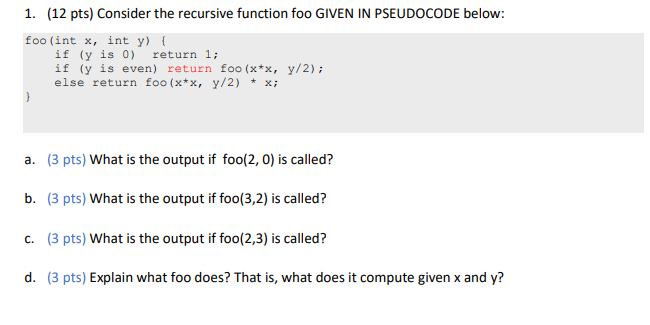 1. (12 pts) Consider the recursive function foo GIVEN IN PSEUDOCODE below:
foo(int x, int y) {
if (y is 0) return 1;
if (y is even) return foo(x*x, y/2);
else return foo(x*x, y/2) * x;
}
a. (3 pts) What is the output if foo(2, 0) is called?
b. (3 pts) What is the output if foo(3,2) is called?
c. (3 pts) What is the output if foo(2,3) is called?
d. (3 pts) Explain what foo does? That is, what does it compute given x and y?